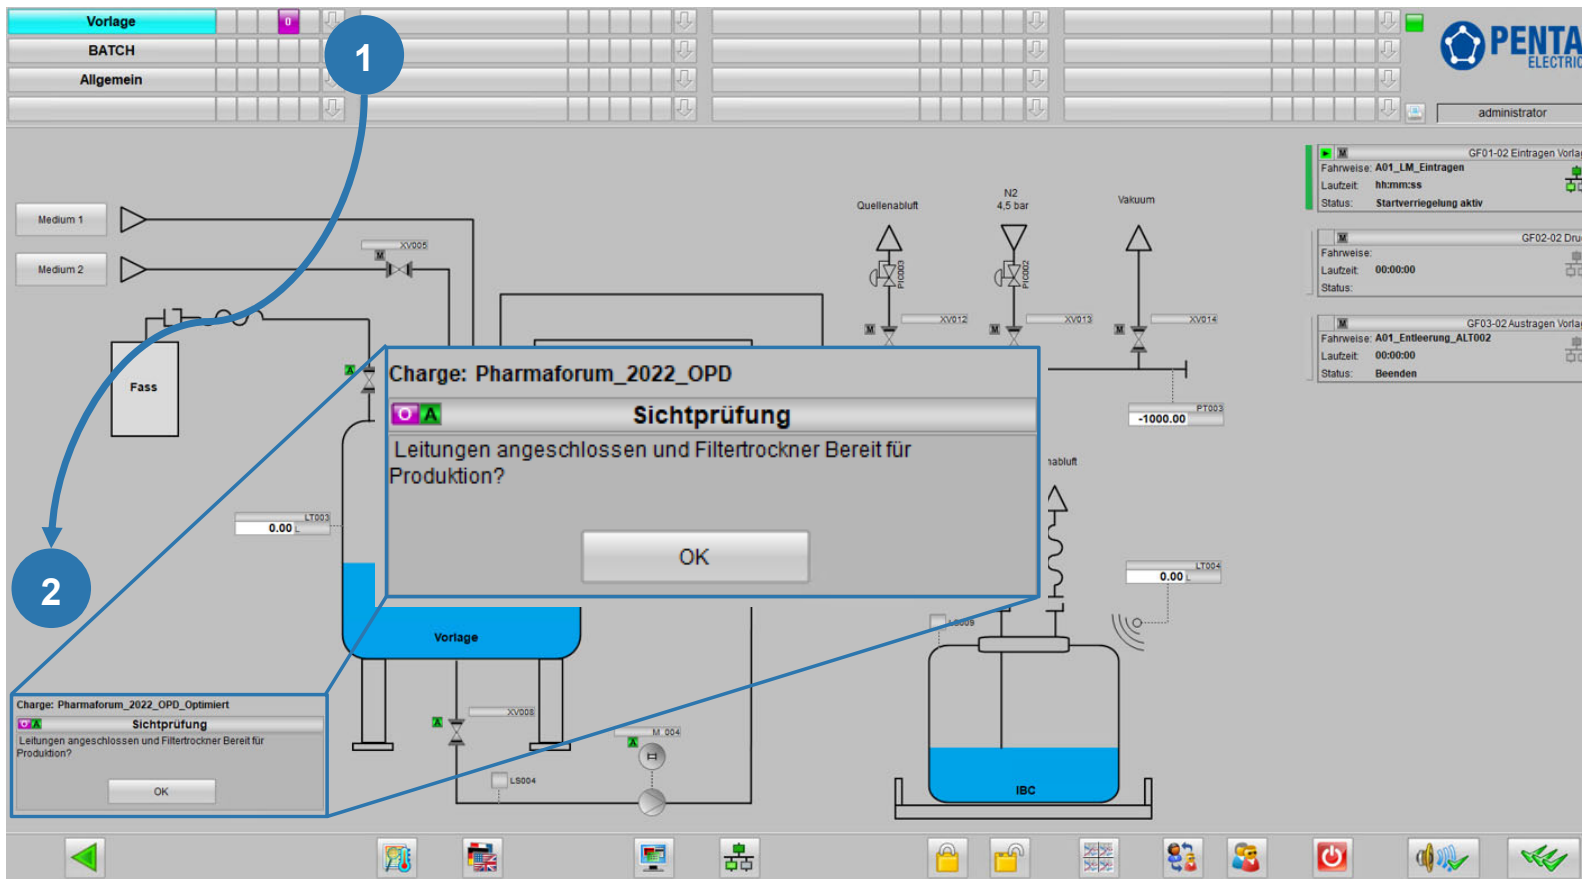 Vorlage
0
BATCH
Allgemein
1
PENTA
ELECTRIC
administrator
M
GF01-02 Eintragen Vorlag
Fahrweise: A01_LM_Eintragen
Laufzeit: hh:mm:ss
Status: Startverriegelung aktiv
M
GF02-02 Dru
Fahrweise:
Laufzeit: 00:00:00
Status:
M
GF03-02 Austragen Vorlag
Fahrweise: A01_Entleerung_ALT002
Laufzeit: 00:00:00
Status: Beenden
Medium 1
Medium 2
XV005
M
Quellenabluft
N2
4,5 bar
Vakuum
PIC003
PIC002
M
XV012
M
XV013
M
XV014
Fass
A
PT003
-1000.00
Charge: Pharmaforum_2022_OPD
O A
Sichtprüfung
Leitungen angeschlossen und Filtertrockner Bereit für
Produktion?
OK
nabluft
LT003
0.00 L
2
LT004
0.00 L
LS009
Vorlage
Charge: Pharmaforum_2022_OPD_Optimiert
O A
Sichtprüfung
Leitungen angeschlossen und Filtertrockner Bereit für
Produktion?
OK
A
XV008
M_004
A
LS004
IBC